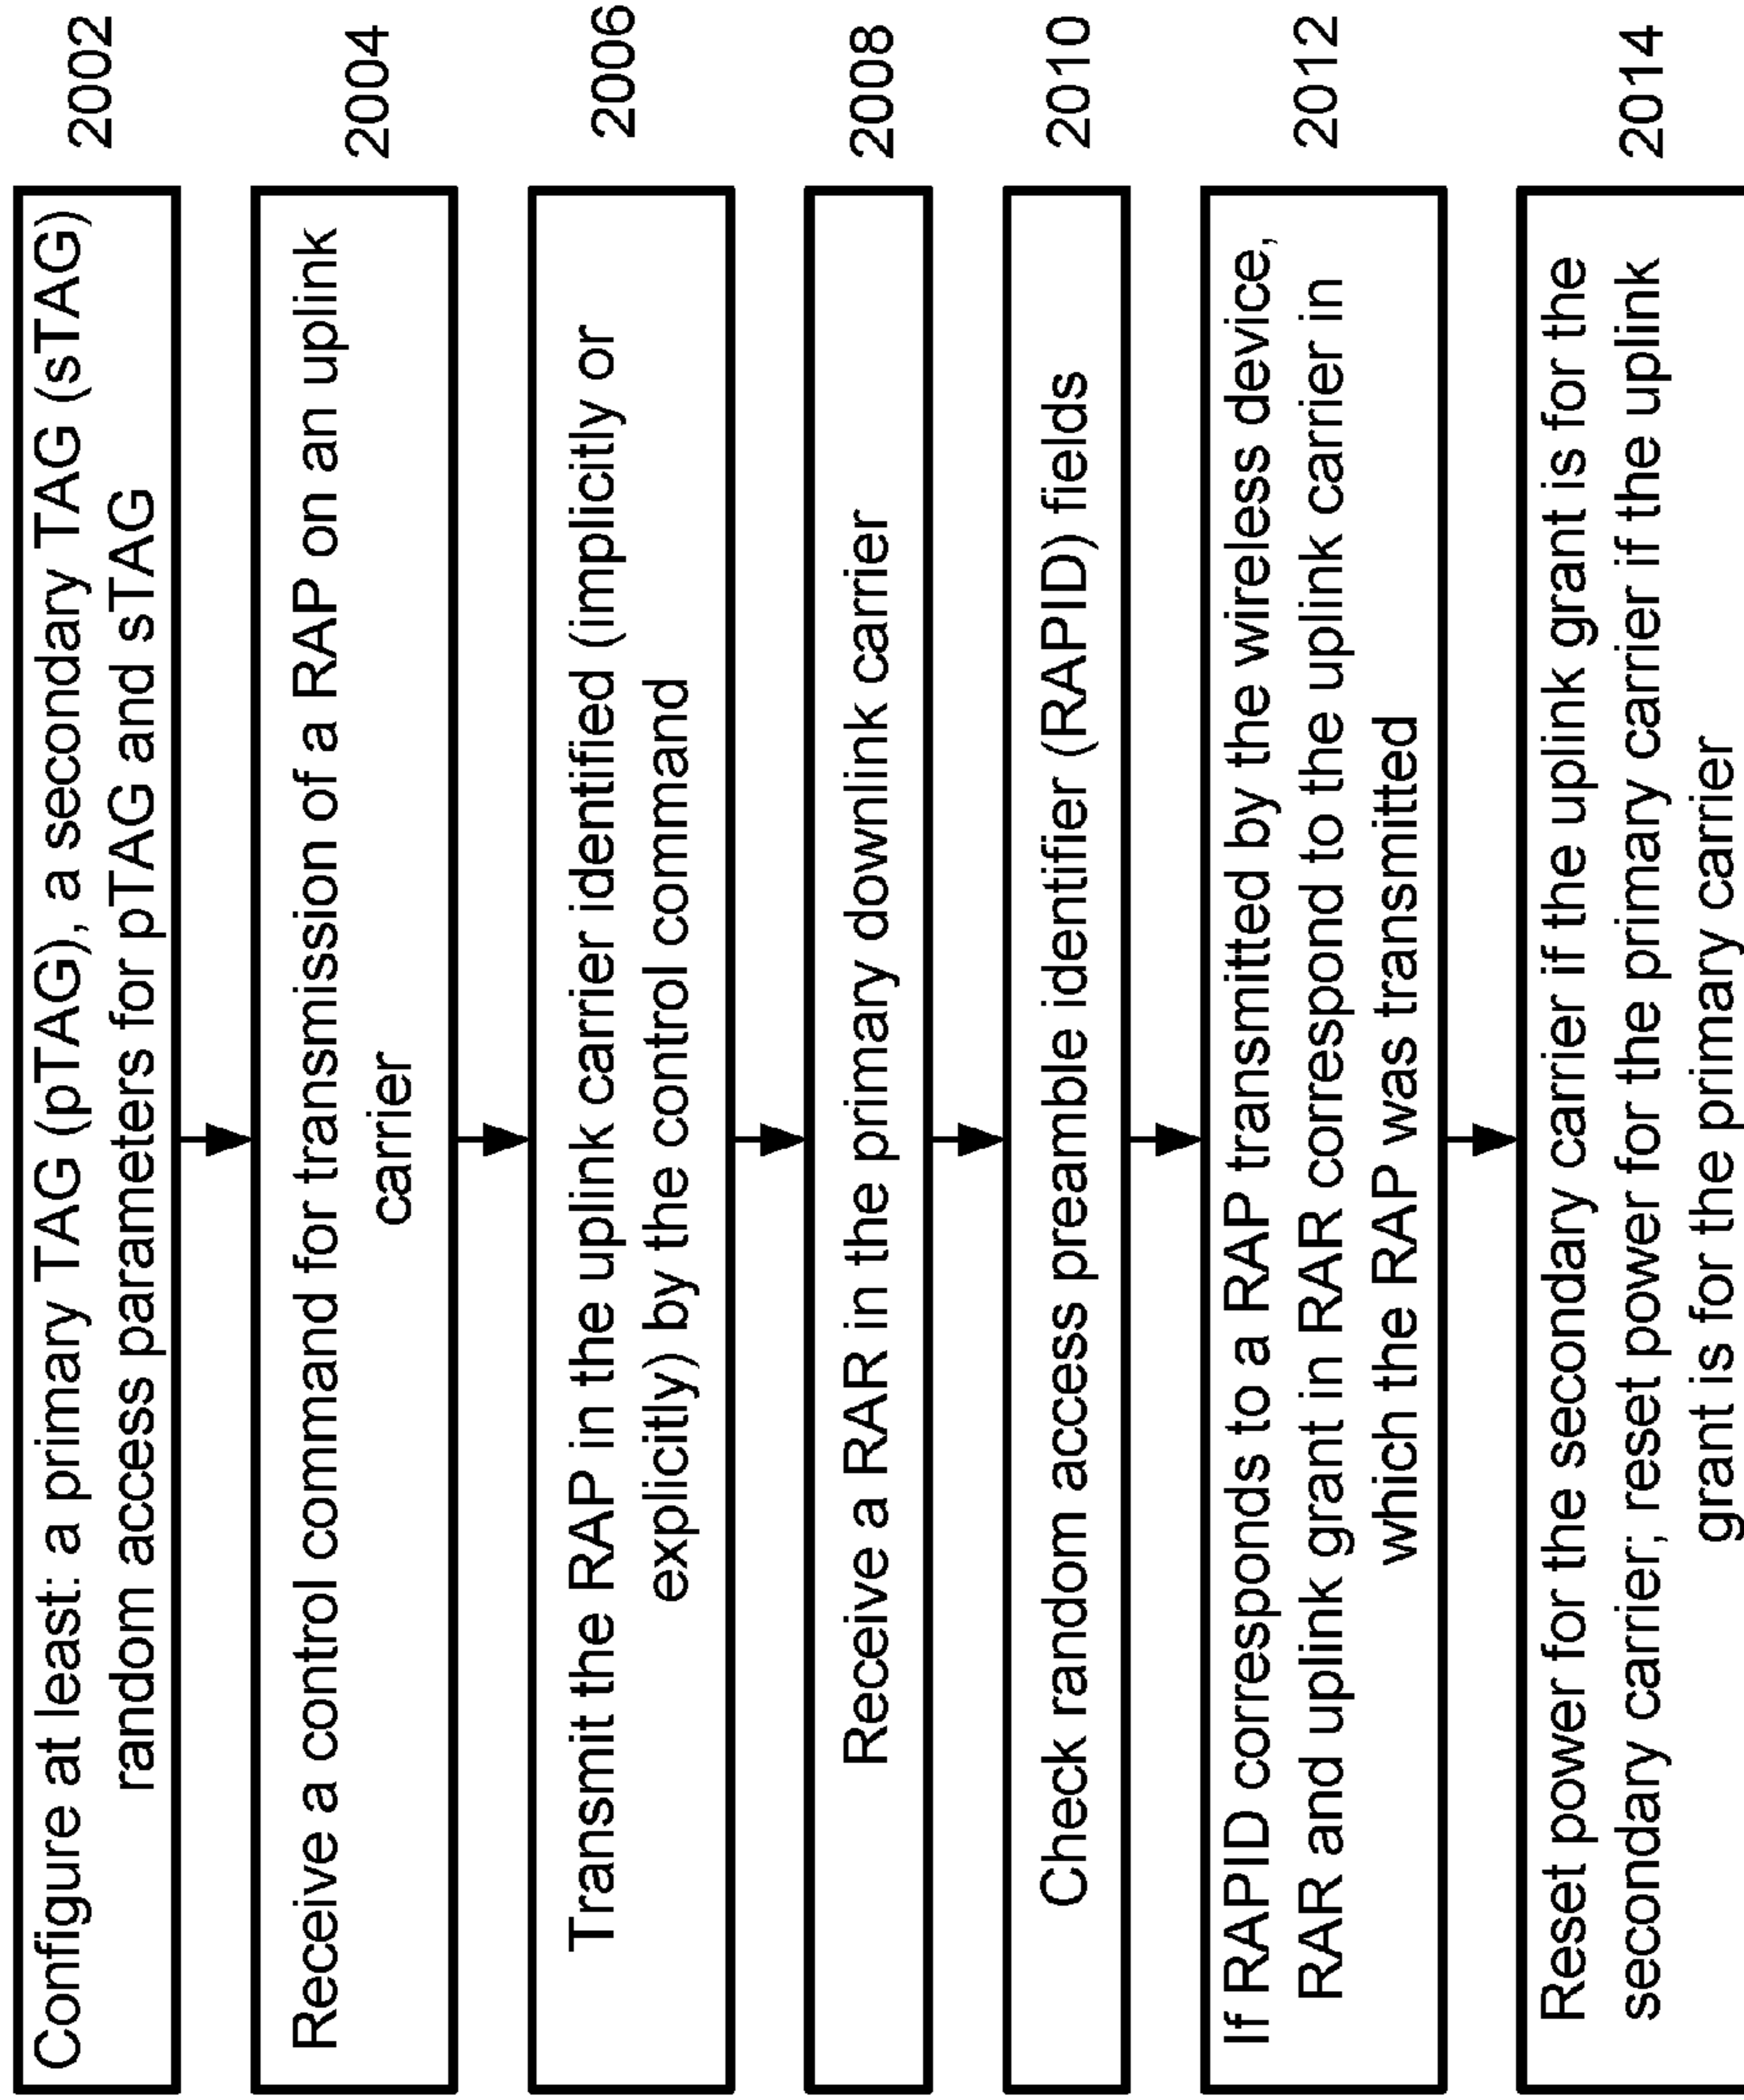 Configure at least: a primary TAG (pTAG), a secondary TAG (sTAG)
random access parameters for pTAG and sTAG
2002
Receive a control command for transmission of a RAP on an uplink
carrier
2004
Transmit the RAP in the uplink carrier identified (implicitly or
explicitly) by the control command
2006
Receive a RAR in the primary downlink carrier
2008
Check random access preamble identifier (RAPID) fields
2010
If RAPID corresponds to a RAP transmitted by the wireless device,
RAR and uplink grant in RAR correspond to the uplink carrier in
which the RAP was transmitted
2012
Reset power for the secondary carrier if the uplink grant is for the
secondary carrier; reset power for the primary carrier if the uplink
grant is for the primary carrier
2014